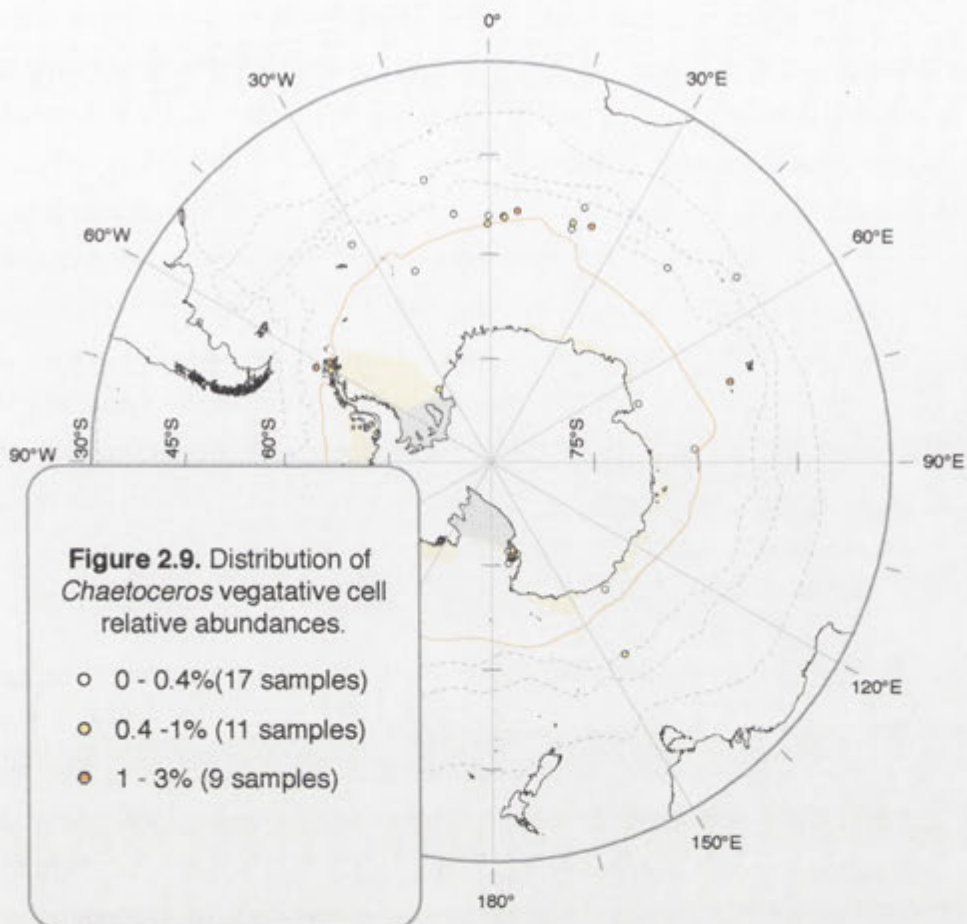 0°
30°W
30°E
60°W
60°E
90°W
30°S
45°S
60°S
75°S
90°E
Figure 2.9. Distribution of
Chaetoceros vegatative cell
relative abundances.
0 - 0.4%(17 samples)
0.4 -1% (11 samples)
1 - 3% (9 samples)
120°E
150°E
180°